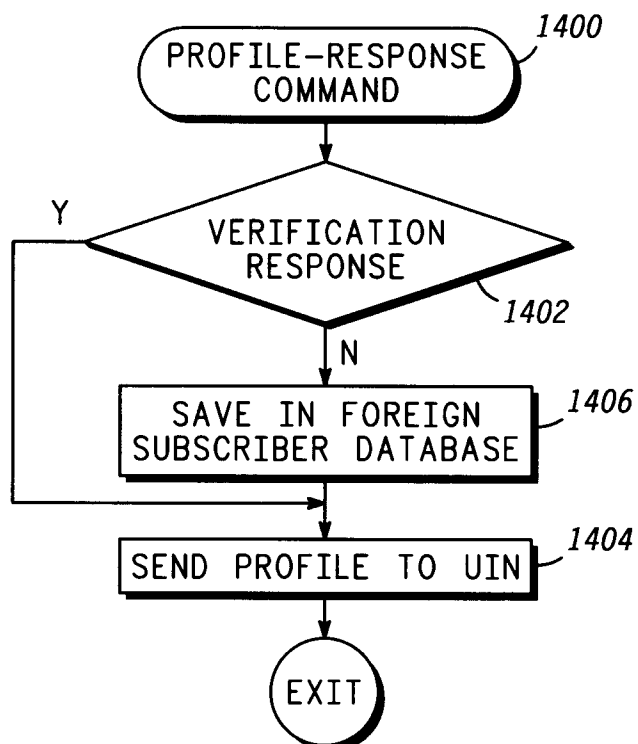 1400
PROFILE-RESPONSE
COMMAND
Y
VERIFICATION
RESPONSE
1402
N
SAVE IN FOREIGN
SUBSCRIBER DATABASE
1406
SEND PROFILE TO UIN
1404
EXIT